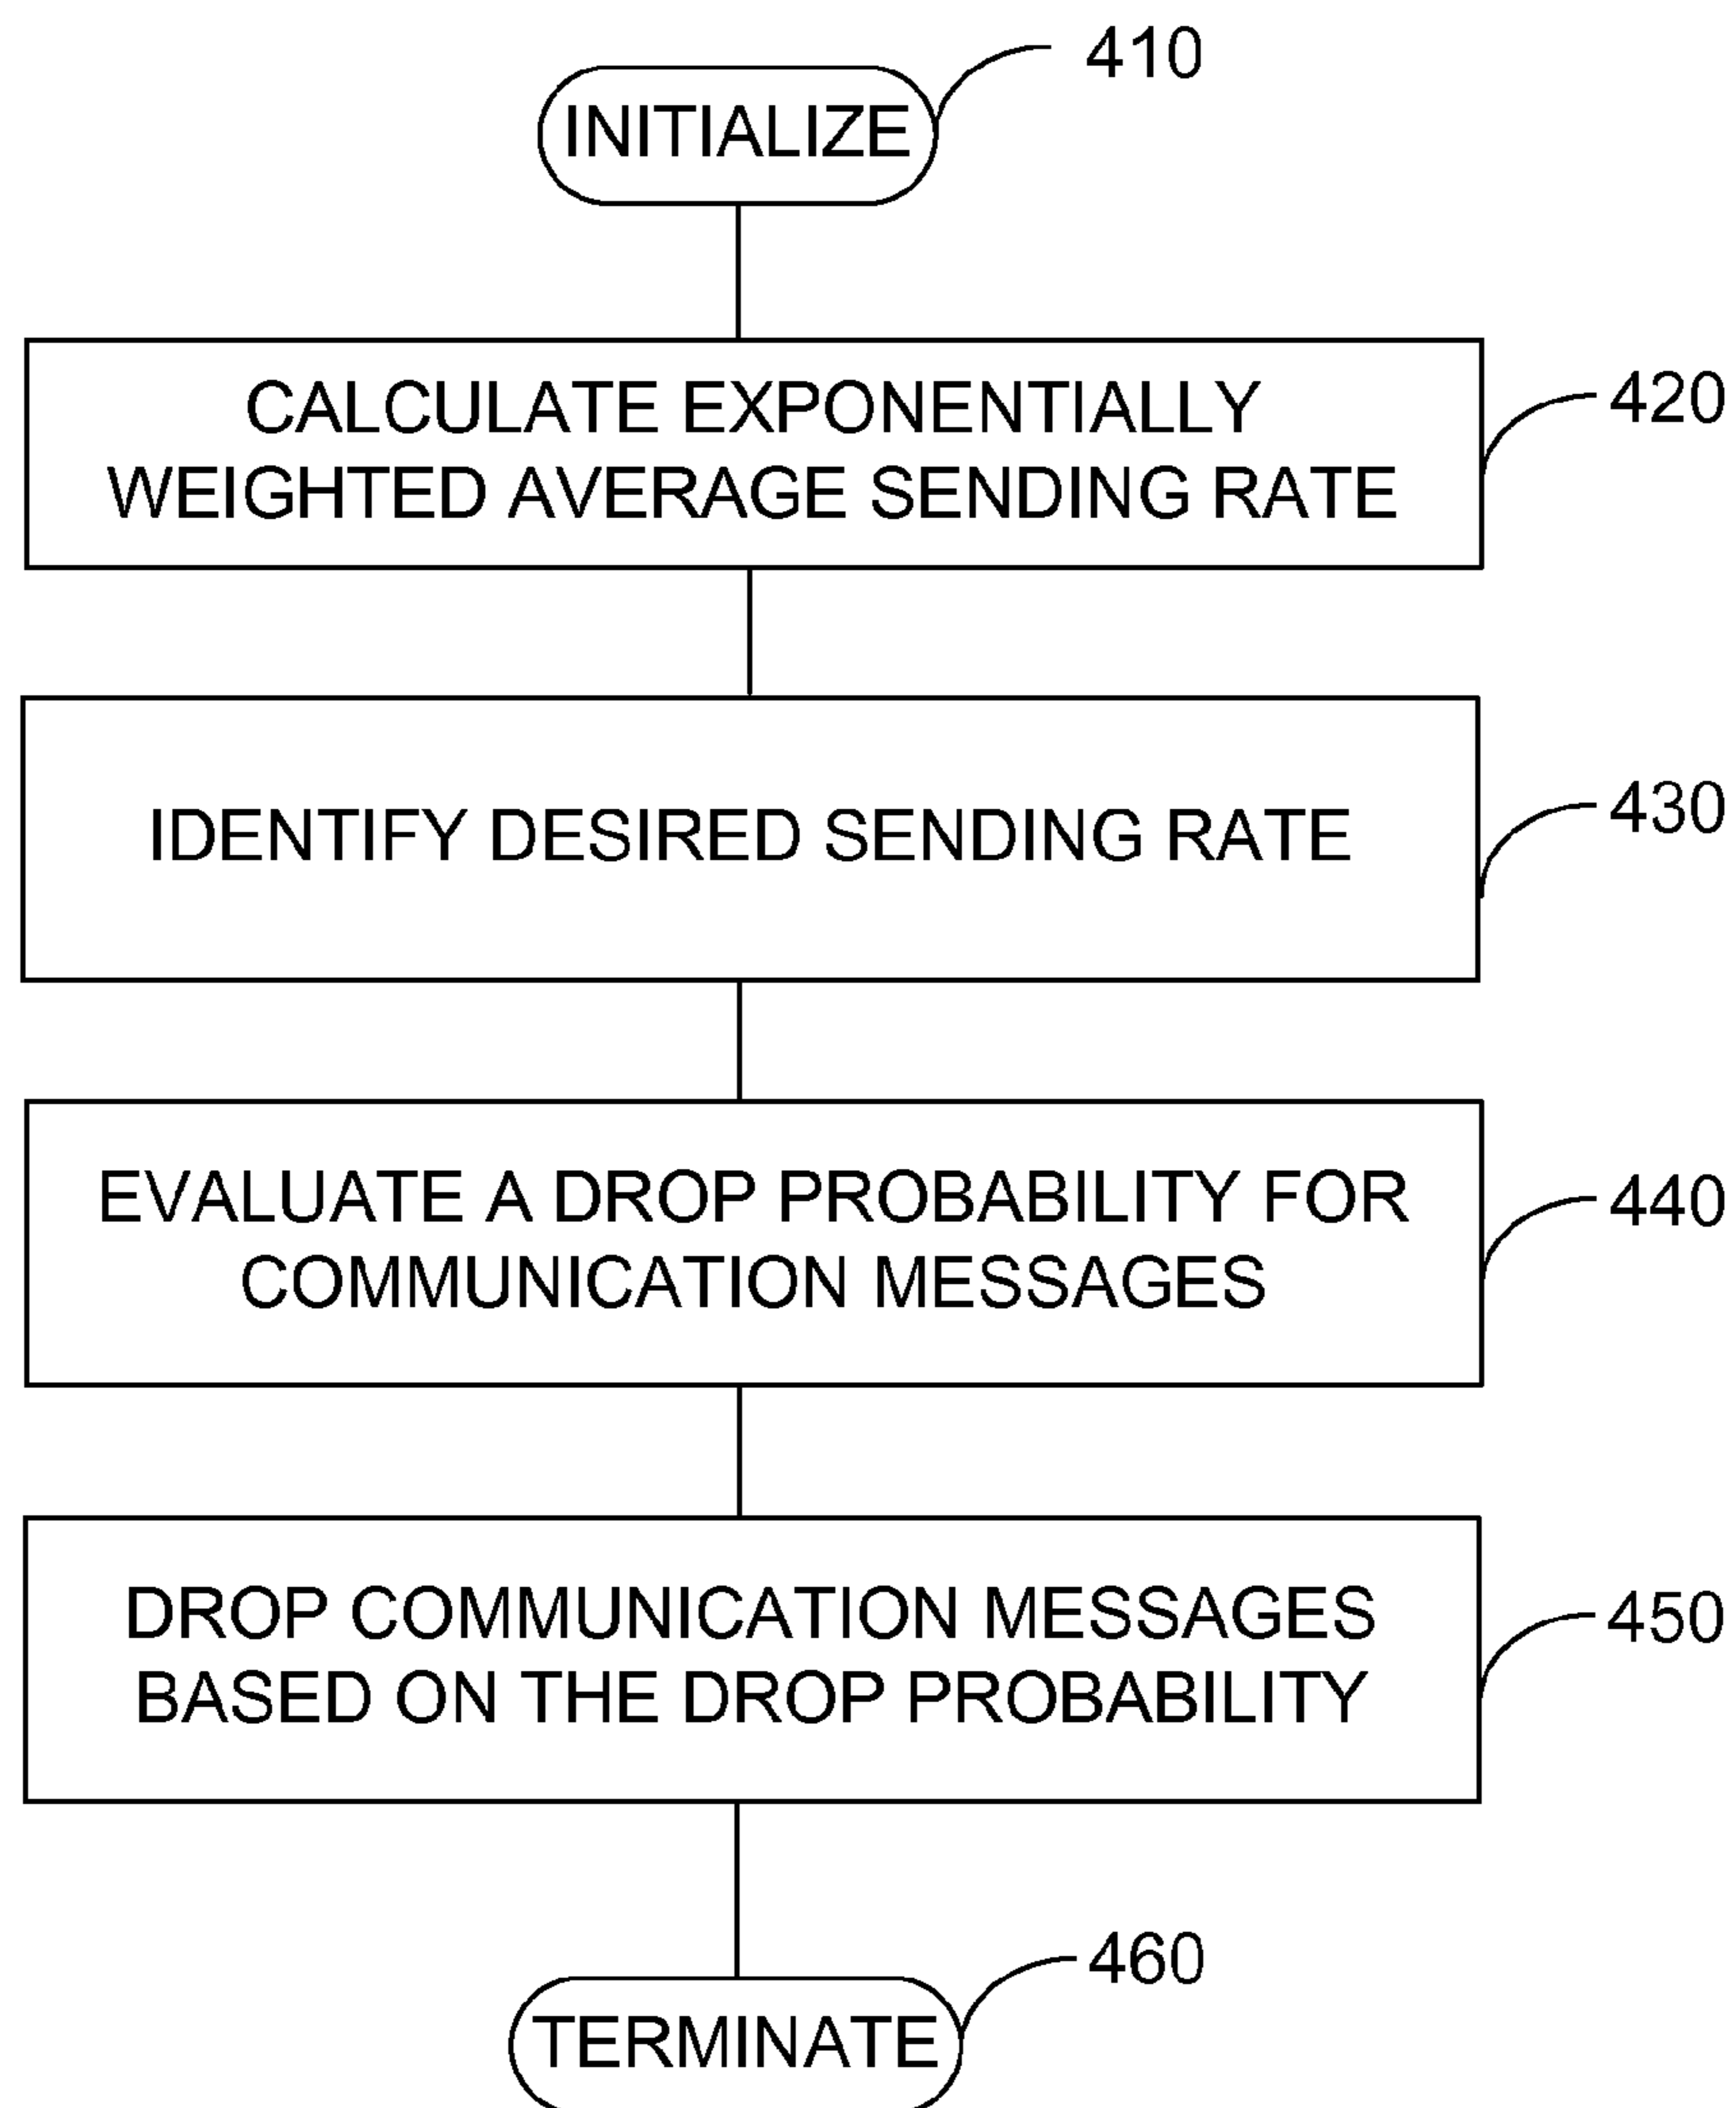 410
INITIALIZE
CALCULATE EXPONENTIALLY
WEIGHTED AVERAGE SENDING RATE
420
IDENTIFY DESIRED SENDING RATE
430
EVALUATE A DROP PROBABILITY FOR
COMMUNICATION MESSAGES
440
DROP COMMUNICATION MESSAGES
BASED ON THE DROP PROBABILITY
450
460
TERMINATE